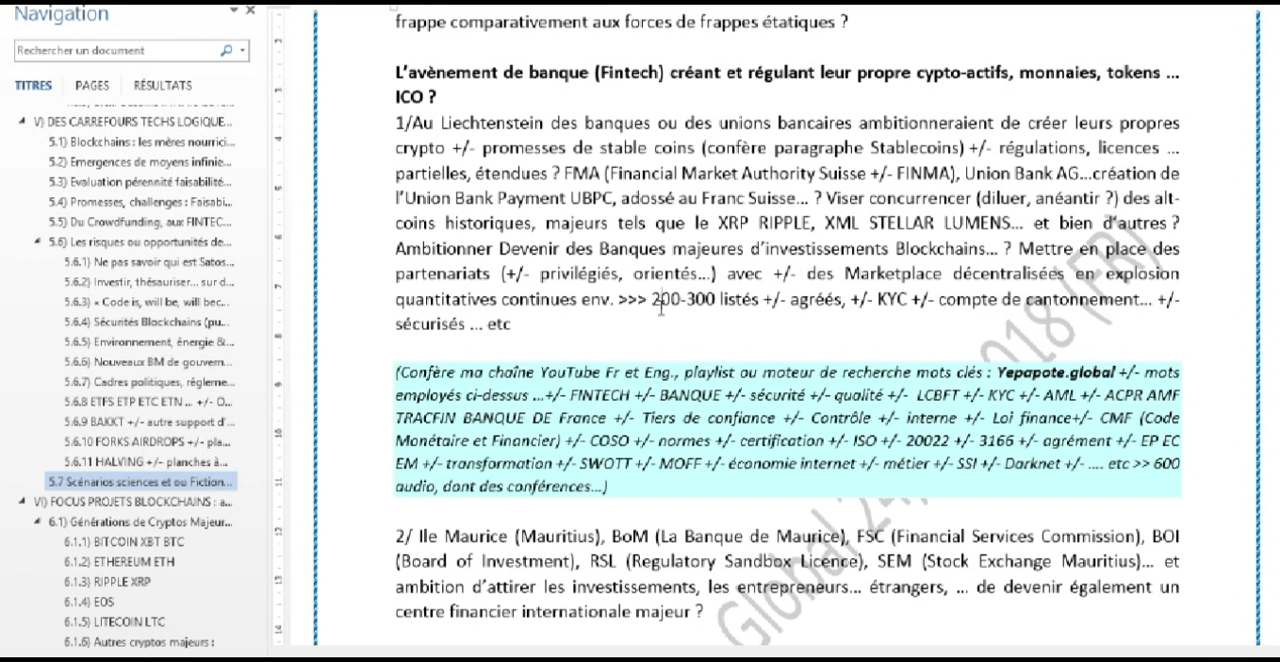 Navigation
Rechercher un document
TITRES PAGES RÉSULTATS
V) DES CARREFOURS TECHS LOGIQUE...
5.1) Blockchains : les mères nourrici...
5.2) Emergences de moyens infinie...
5.3) Evaluation pérennité faisabilité...
5.4) Promesses, challenges : Faisabi...
5.5) Du Crowdfunding, aux FINTEC...
5.6) Les risques ou opportunités de...
5.6.1) Ne pas savoir qui est Satos...
5.6.2) Investir, thésauriser... sur d...
5.6.3) « Code is, will be, will bec...
5.6.4) Sécurités Blockchains (pu...
5.6.5) Environnement, énergie &...
5.6.6) Nouveaux BM de gouvern...
5.6.7) Cadres politiques, régleme...
5.6.8 ETFS ETP ETC ETN ... +/- O...
5.6.9 BAKKT +/- autre support d'...
5.6.10 FORKS AIRDROPS +/- pla...
5.6.11 HALVING +/- planches à...
5.7 Scénarios sciences et ou Fiction...
VI) FOCUS PROJETS BLOCKCHAINS : a...
6.1) Générations de Cryptos Majeur...
6.1.1) BITCOIN XBT BTC
6.1.2) ETHEREUM ETH
6.1.3) RIPPLE XRP
6.1.4) EOS
6.1.5) LITECOIN LTC
6.1.6) Autres cryptos majeurs :
frappe comparativement aux forces de frappes étatiques ?
L'avènement de banque (Fintech) créant et régulant leur propre cypto-actifs, monnaies, tokens ...
ICO ?
1/Au Liechtenstein des banques ou des unions bancaires ambitionneraient de créer leurs propres
crypto +/- promesses de stable coins (confère paragraphe Stablecoins) +/- régulations, licences ...
partielles, étendues ? FMA (Financial Market Authority Suisse +/- FINMA), Union Bank AG...création de
l'Union Bank Payment UBPC, adossé au Franc Suisse... ? Viser concurrencer (diluer, anéantir ?) des alt-
coins historiques, majeurs tels que le XRP RIPPLE, XML STELLAR LUMENS... et bien d'autres ?
Ambitionner Devenir des Banques majeures d'investissements Blockchains... ? Mettre en place des
partenariats (+/- privilégiés, orientés...) avec +/- des Marketplace décentralisées en explosion
quantitatives continues env. >>> 200-300 listés +/- agréés, +/- KYC +/- compte de cantonnement... +/-
sécurisés ... etc
(Confère ma chaîne YouTube Fr et Eng., playlist ou moteur de recherche mots clés : Yepapote.global +/- mots
employés ci-dessus ...+/- FINTECH +/- BANQUE +/- sécurité +/- qualité +/- LCBFT +/- KYC +/- AML +/- ACPR AMF
TRACFIN BANQUE DE France +/- Tiers de confiance +/- Contrôle +/- interne +/- Loi finance+/- CMF (Code
Monétaire et Financier) +/- COSO +/- normes +/- certification +/- ISO +/- 20022 +/- 3166 +/- agrément +/- EP EC
EM +/- transformation +/- SWOTT +/- MOFF +/- économie internet +/- métier +/- SSI +/- Darknet +/- .... etc >> 600
audio, dont des conférences...)
2/ Ile Maurice (Mauritius), BoM (La Banque de Maurice), FSC (Financial Services Commission), BOI
(Board of Investment), RSL (Regulatory Sandbox Licence), SEM (Stock Exchange Mauritius)... et
ambition d'attirer les investissements, les entrepreneurs... étrangers, ... de devenir également un
centre financier internationale majeur ?